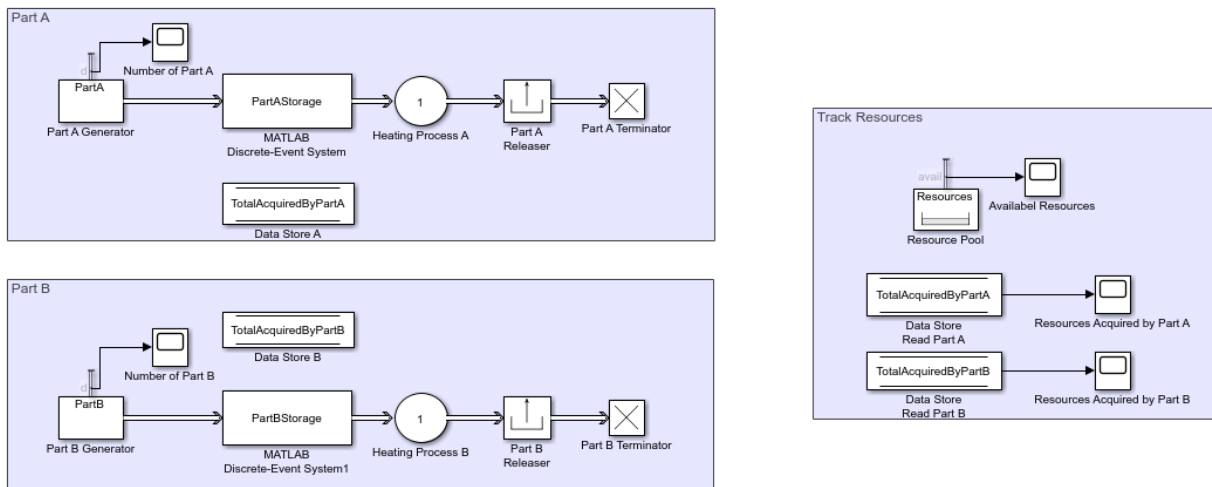 Part A
d
Number of Part A
PartA
Part A Generator
PartAStorage
MATLAB
Discrete-Event System
1
Heating Process A
Part A
Releaser
Part A Terminator
TotalAcquiredByPartA
Data Store A
Part B
TotalAcquiredByPartB
Data Store B
d
Number of Part B
PartB
Part B Generator
PartBStorage
MATLAB
Discrete-Event System1
1
Heating Process B
Part B
Releaser
Part B Terminator
Track Resources
avail
Resources
Resource Pool
Availabel Resources
TotalAcquiredByPartA
Data Store
Read Part A
Resources Acquired by Part A
TotalAcquiredByPartB
Data Store
Read Part B
Resources Acquired by Part B